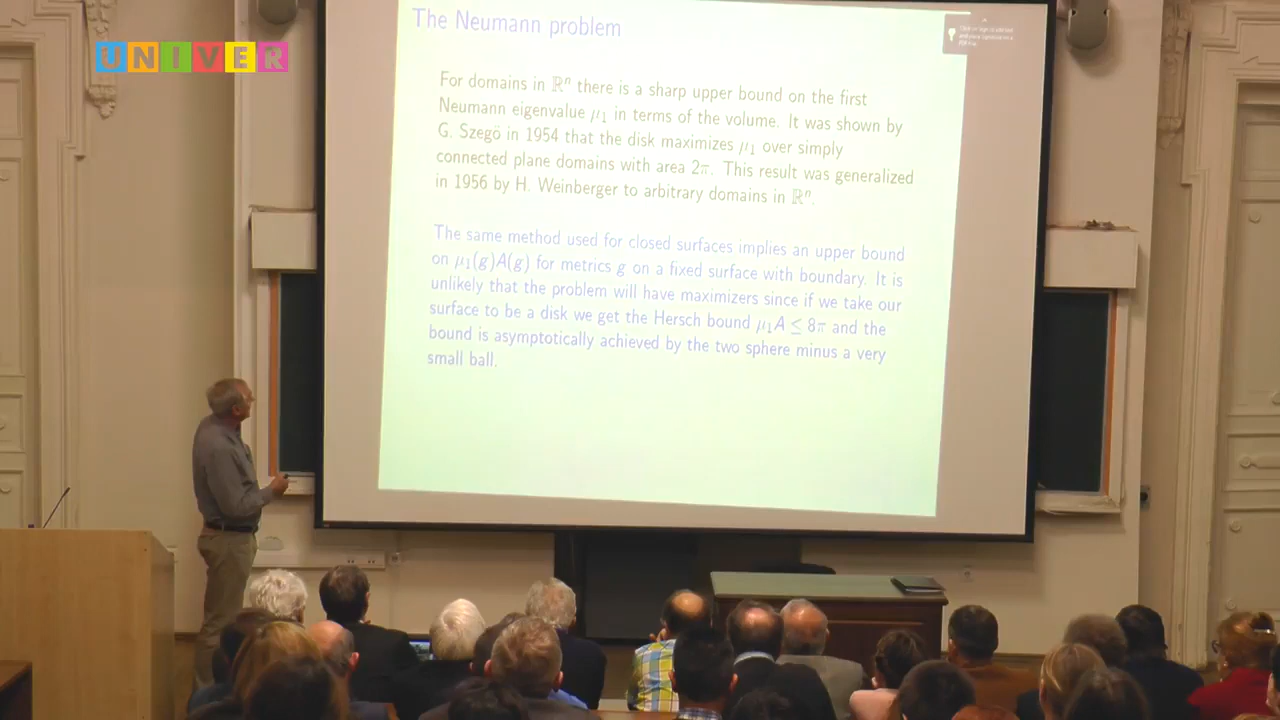 The Neumann problem
UNIVER
For domains in ℝⁿ there is a sharp upper bound on the first
Neumann eigenvalue μ₁ in terms of the volume. It was shown by
G. Szegö in 1954 that the disk maximizes μ₁ over simply
connected plane domains with area 2π. This result was generalized
in 1956 by H. Weinberger to arbitrary domains in ℝⁿ.
The same method used for closed surfaces implies an upper bound
on μ₁(g)A(g) for metrics g on a fixed surface with boundary. It is
unlikely that the problem will have maximizers since if we take our
surface to be a disk we get the Hersch bound μ₁A ≤ 8π and the
bound is asymptotically achieved by the two sphere minus a very
small ball.